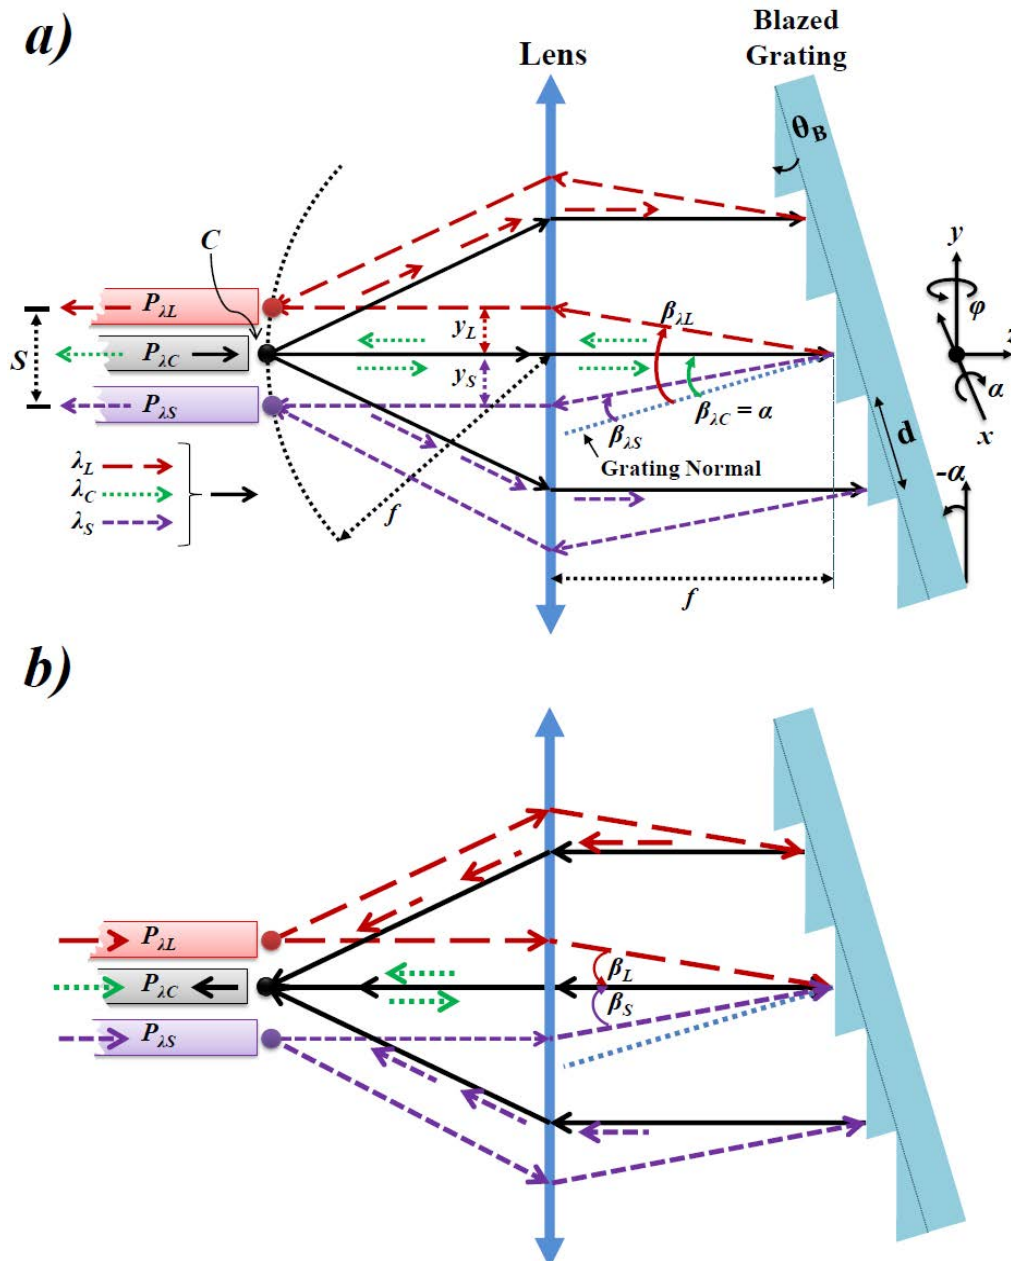 a)
Blazed
Grating
Lens
θB
C
y
φ
z
α
x
PλL
βλL
yL
S
PλC
yS
βλC = α
PλS
βλS
d
Grating Normal
-α
λL
λC
λS
f
f
b)
PλL
βL
PλC
βS
PλS